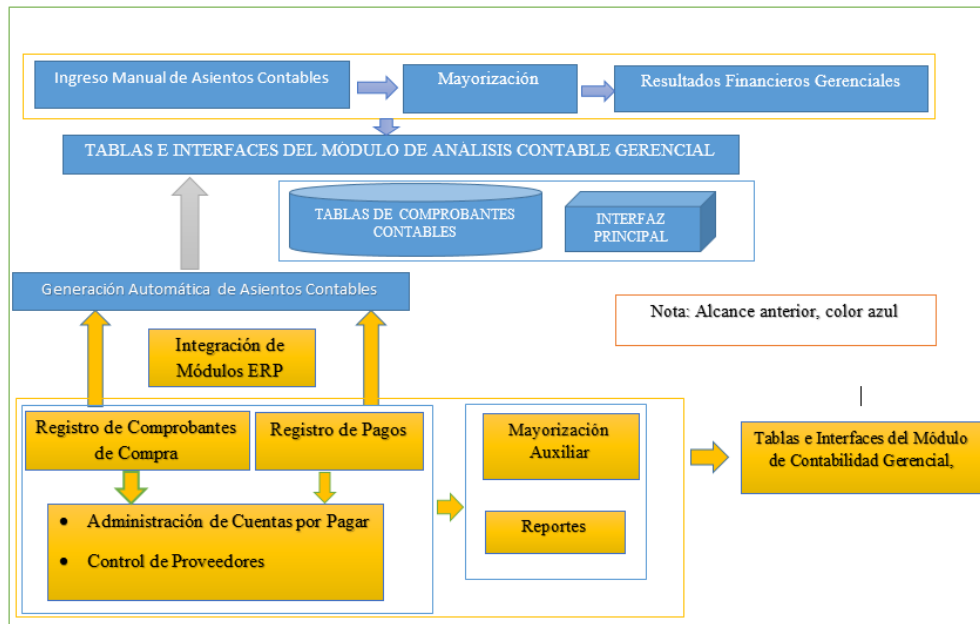 Ingreso Manual de Asientos Contables
Mayorización
Resultados Financieros Gerenciales
TABLAS E INTERFACES DEL MÓDULO DE ANÁLISIS CONTABLE GERENCIAL
TABLAS DE COMPROBANTES
CONTABLES
INTERFAZ
PRINCIPAL
Generación Automática de Asientos Contables
Nota: Alcance anterior, color azul
Integración de
Módulos ERP
Registro de Comprobantes
de Compra
Registro de Pagos
Mayorización
Auxiliar
Tablas e Interfaces del Módulo
de Contabilidad Gerencial,
• Administración de Cuentas por Pagar
• Control de Proveedores
Reportes